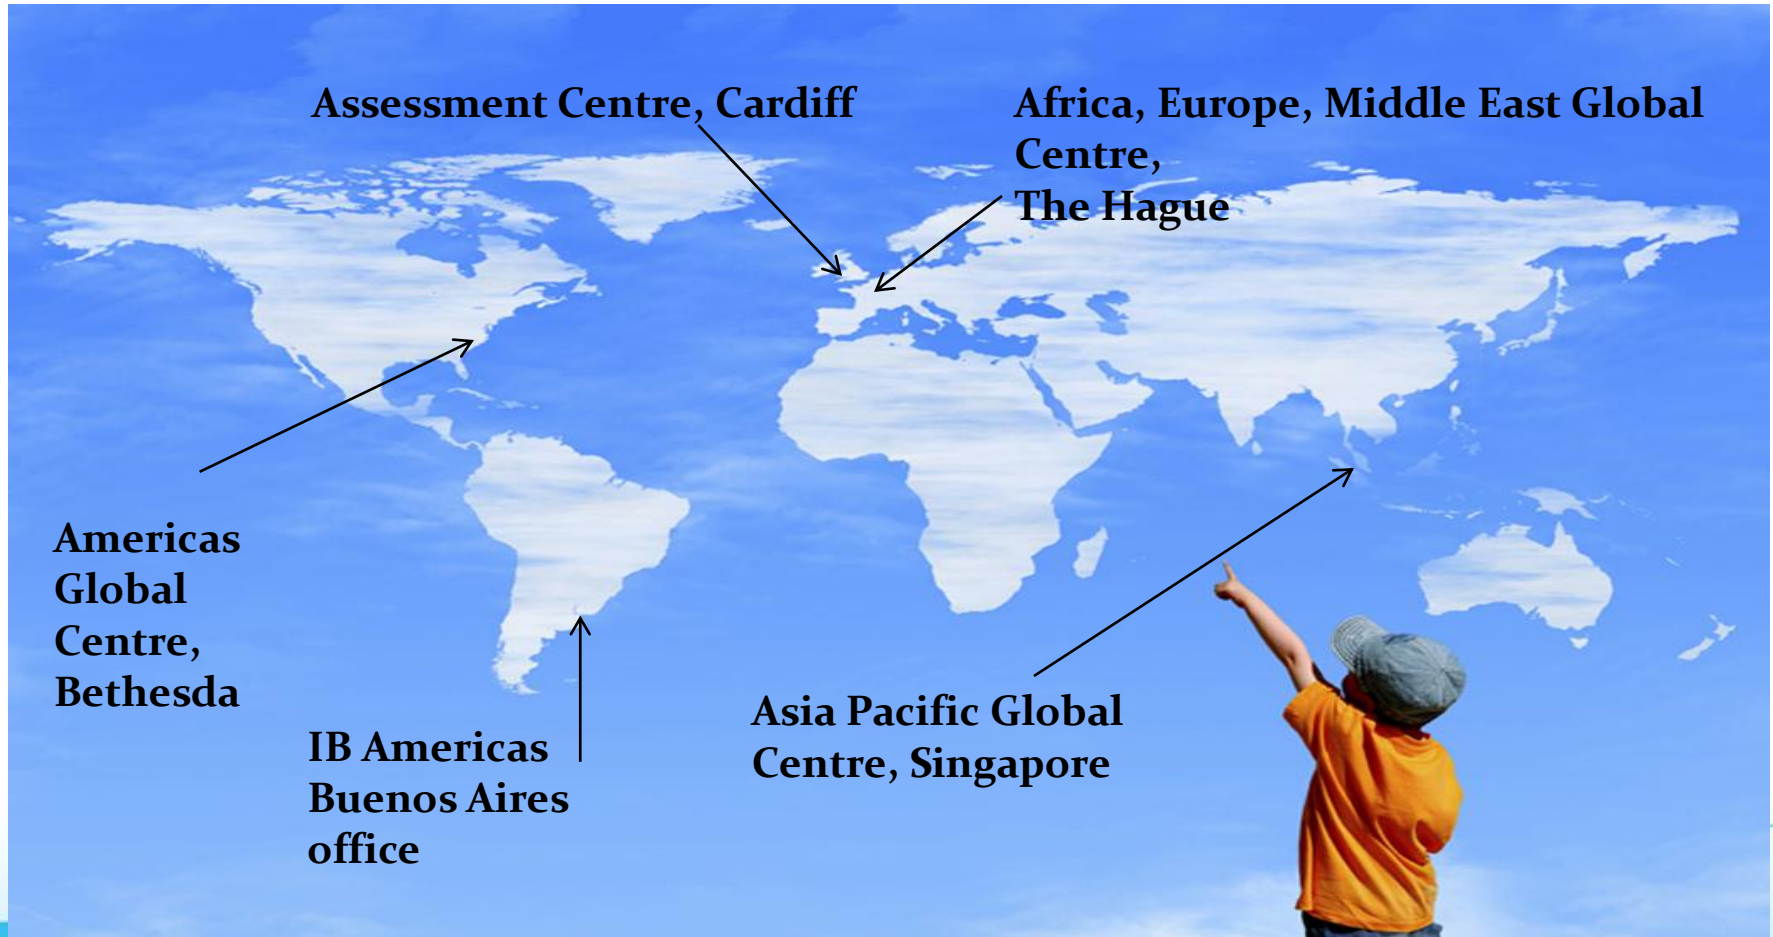 Assessment Centre, Cardiff
Africa, Europe, Middle East Global
Centre,
The Hague
Americas
Global
Centre,
Bethesda
IB Americas
Buenos Aires
office
Asia Pacific Global
Centre, Singapore